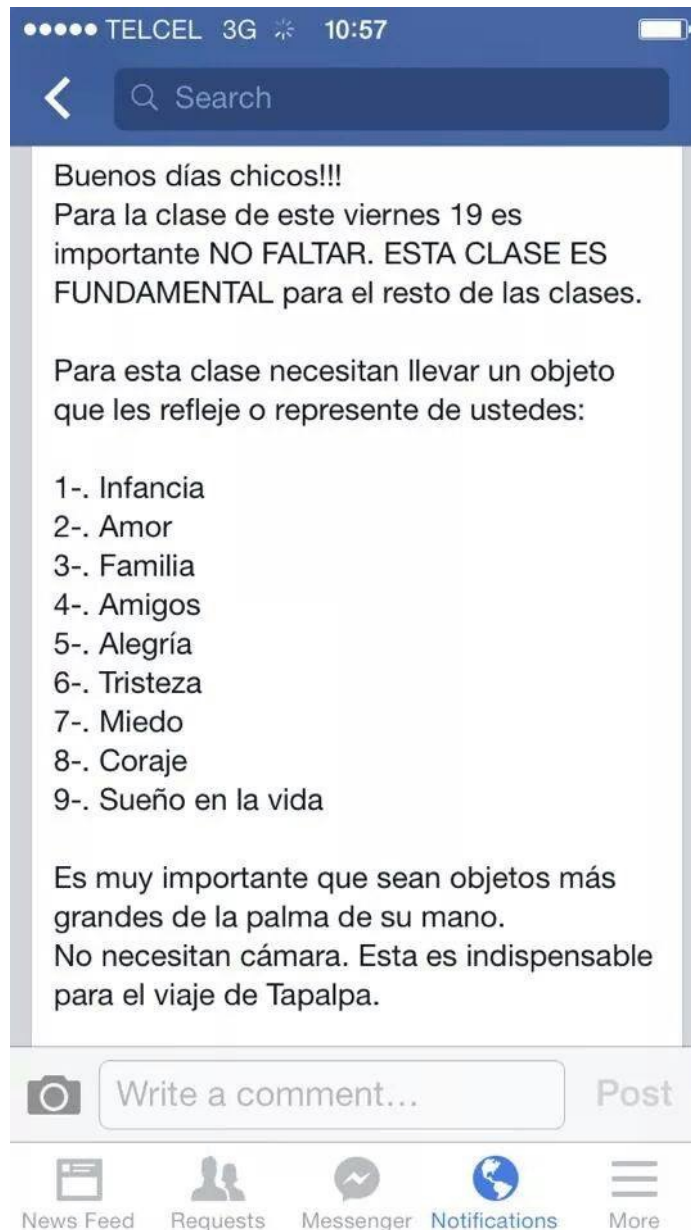 TELCEL 3G 10:57
Search
Buenos días chicos!!!
Para la clase de este viernes 19 es
importante NO FALTAR. ESTA CLASE ES
FUNDAMENTAL para el resto de las clases.
Para esta clase necesitan llevar un objeto
que les refleje o represente de ustedes:
1-. Infancia
2-. Amor
3-. Familia
4-. Amigos
5-. Alegría
6-. Tristeza
7-. Miedo
8-. Coraje
9-. Sueño en la vida
Es muy importante que sean objetos más
grandes de la palma de su mano.
No necesitan cámara. Esta es indispensable
para el viaje de Tapalpa.
Write a comment... Post
News Feed Requests Messenger Notifications More